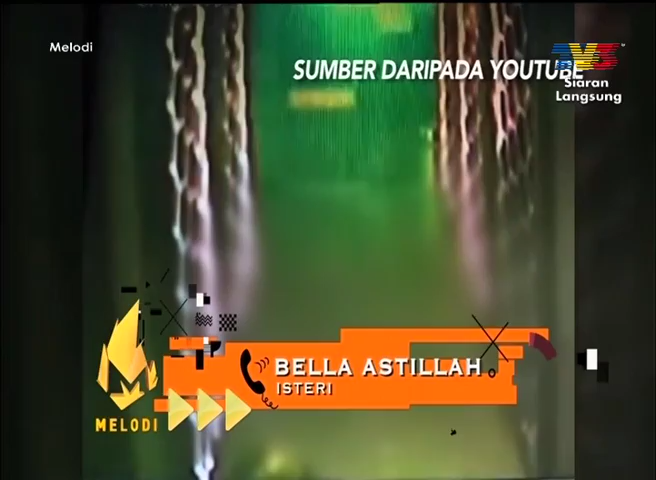 Melodi
SUMBER DARIPADA YOUTUBE
TV3
Siaran
Langsung
BELLA ASTILLAH
ISTERI
MELODI